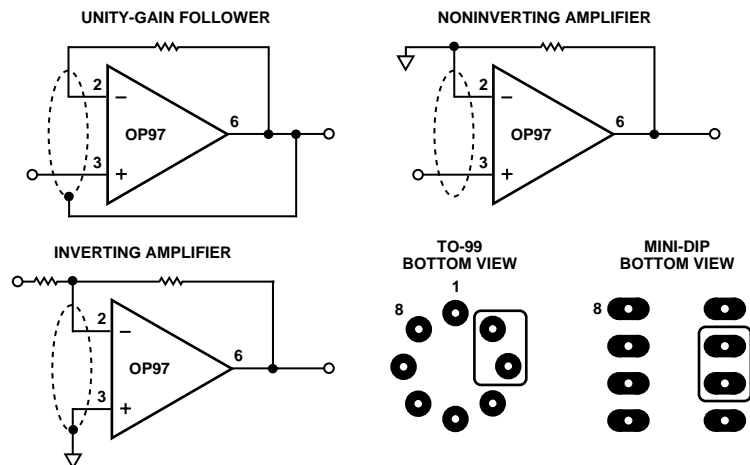 UNITY-GAIN FOLLOWER
2
−
OP97
6
3
+
NONINVERTING AMPLIFIER
2
−
OP97
6
3
+
INVERTING AMPLIFIER
2
−
OP97
6
3
+
TO-99
BOTTOM VIEW
1
8
MINI-DIP
BOTTOM VIEW
8